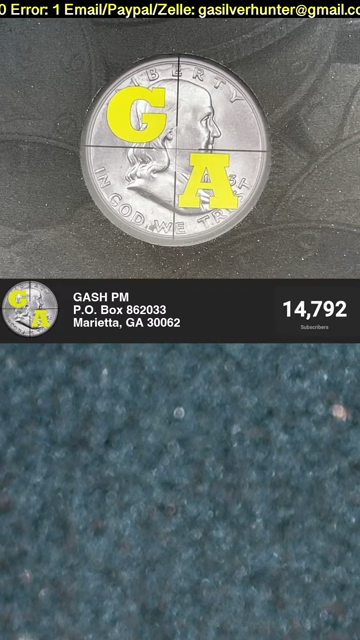 0 Error: 1 Email/Paypal/Zelle: gasilverhunter@gmail.co
LIBERTY
G
A
IN GOD WE TRUST
GASH PM
P.O. Box 862033
Marietta, GA 30062
14,792
Subscribers